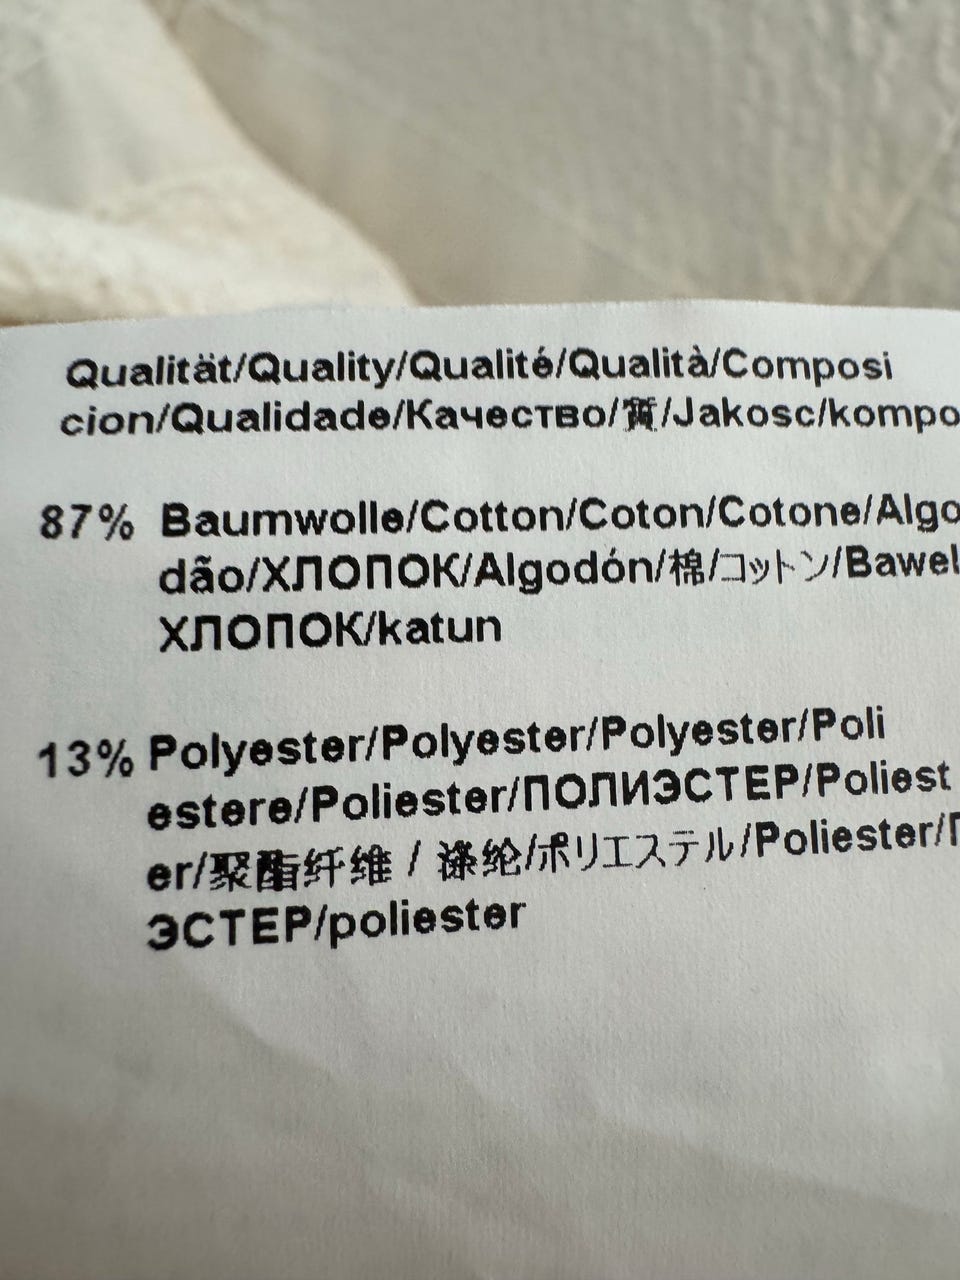 Qualität/Quality/Qualité/Qualità/Composi
cion/Qualidade/Качество/質/Jakosc/kompo
87% Baumwolle/Cotton/Coton/Cotone/Algo
dão/ХЛОПОК/Algodón/棉/コットン/Bawel
ХЛОПОК/katun
13% Polyester/Polyester/Polyester/Poli
estere/Poliester/ПОЛИЭСТЕР/Poliest
er/聚酯纤维 / 涤纶/ポリエステル/Poliester/П
ЭСТЕР/poliester